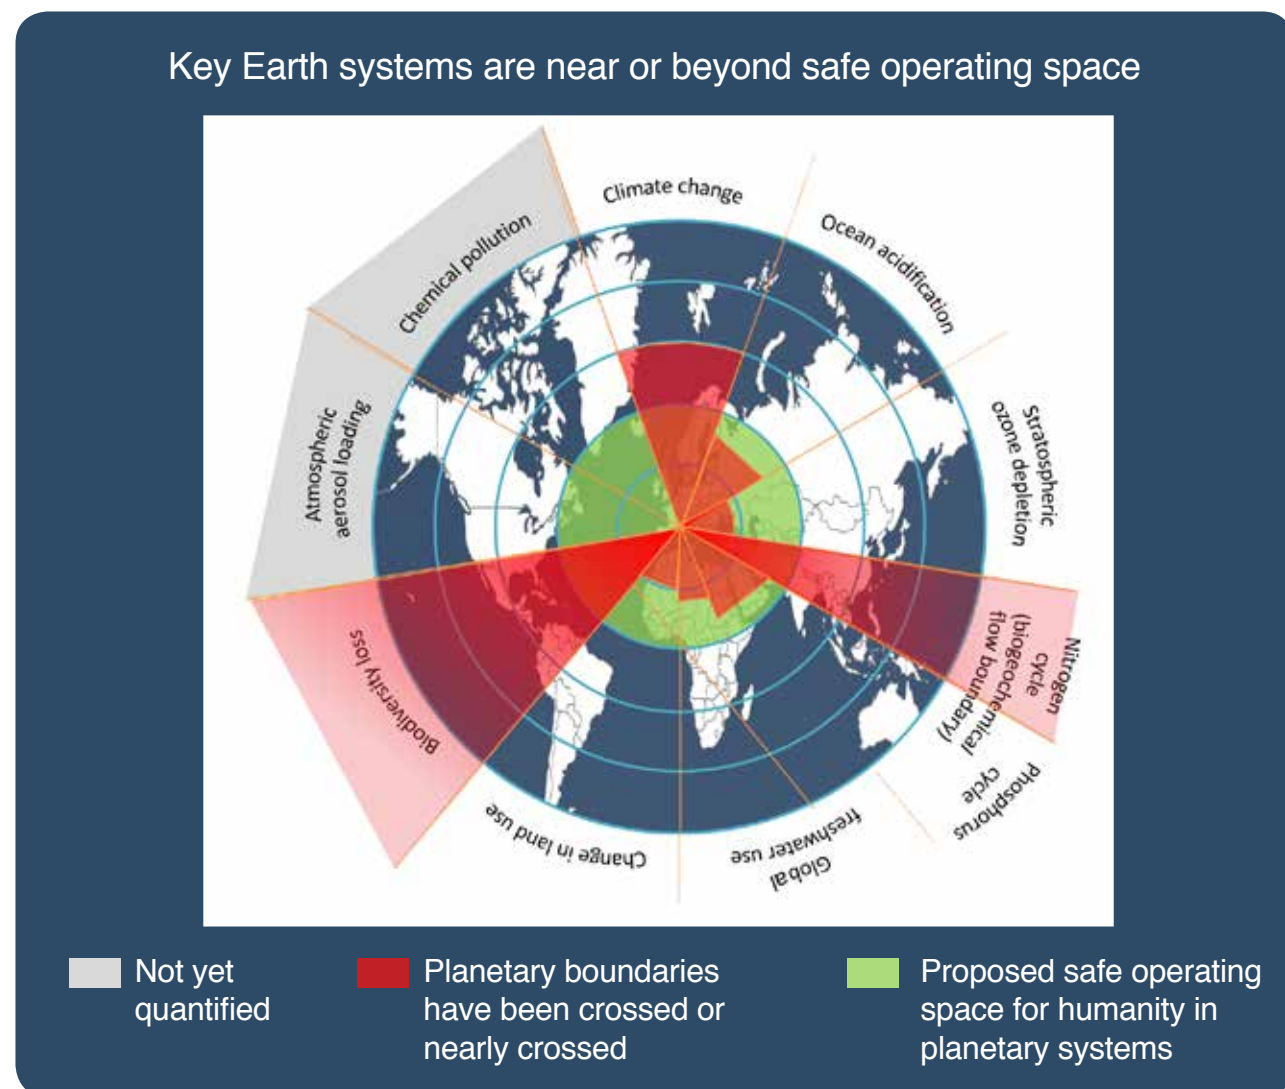 Key Earth systems are near or beyond safe operating space
Climate change
Ocean acidification
Stratospheric
ozone depletion
Nitrogen
cycle
(biogeochemical
flow boundary)
Phosphorus
cycle
Global
freshwater use
Change in land use
Biodiversity loss
Atmospheric
aerosol loading
Chemical pollution
Not yet
quantified
Planetary boundaries
have been crossed or
nearly crossed
Proposed safe operating
space for humanity in
planetary systems